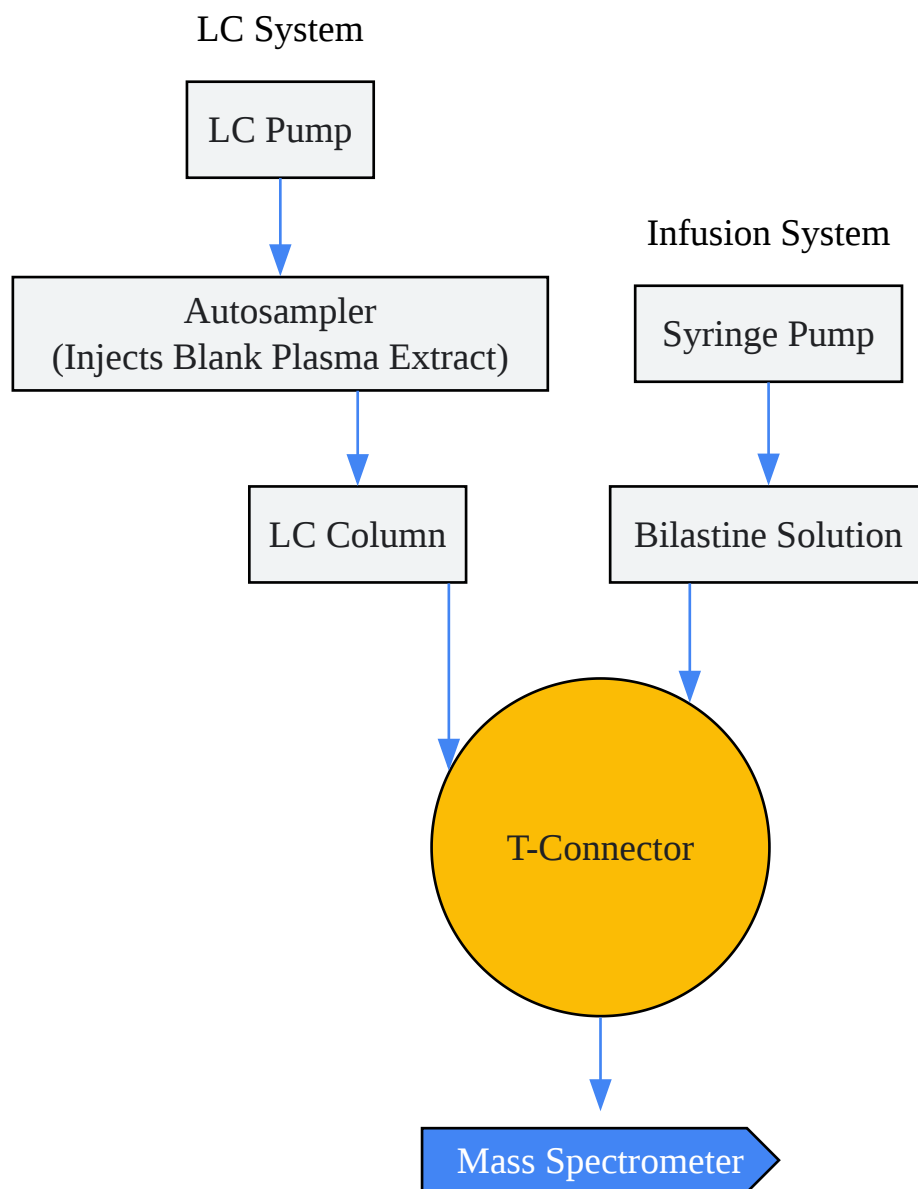 LC System
LC Pump
Infusion System
Autosampler
(Injects Blank Plasma Extract)
Syringe Pump
LC Column
Bilastine Solution
T-Connector
Mass Spectrometer